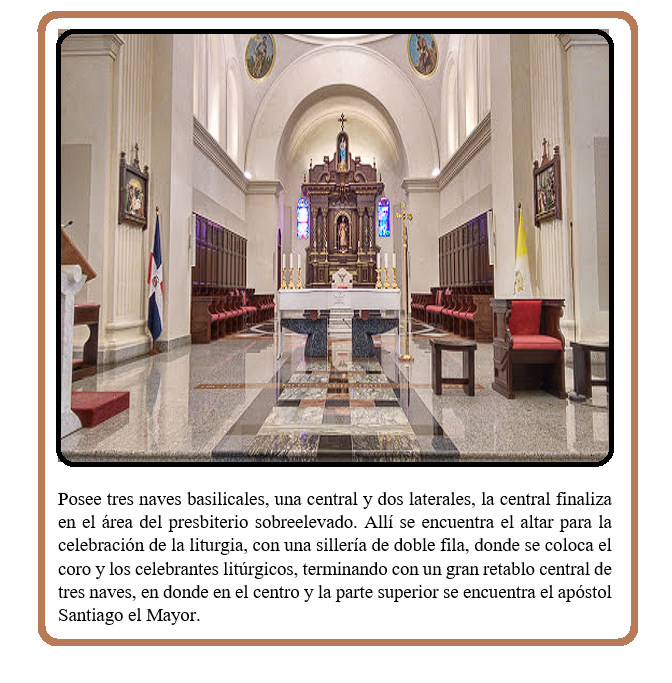 Posee tres naves basilicales, una central y dos laterales, la central finaliza
en el área del presbiterio sobreelevado. Allí se encuentra el altar para la
celebración de la liturgia, con una sillería de doble fila, donde se coloca el
coro y los celebrantes litúrgicos, terminando con un gran retablo central de
tres naves, en donde en el centro y la parte superior se encuentra el apóstol
Santiago el Mayor.